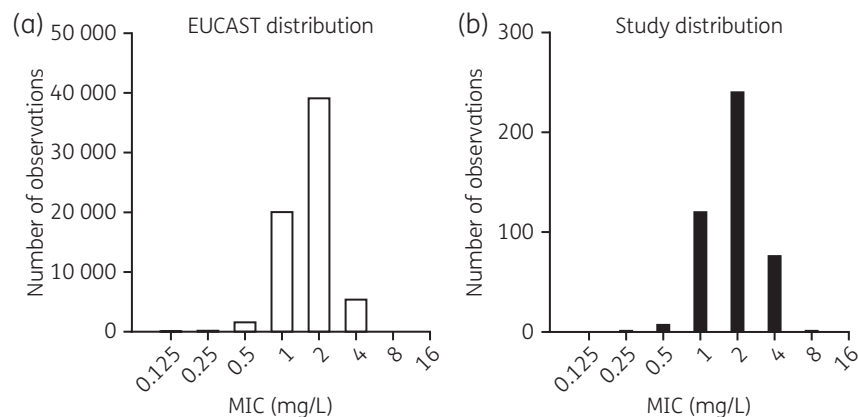 (a)
EUCAST distribution
50 000
40 000
30 000
20 000
10 000
0
Number of observations
0.125 0.25 0.5 1 2 4 8 16
MIC (mg/L)
(b)
Study distribution
300
200
100
0
Number of observations
0.125 0.25 0.5 1 2 4 8 16
MIC (mg/L)